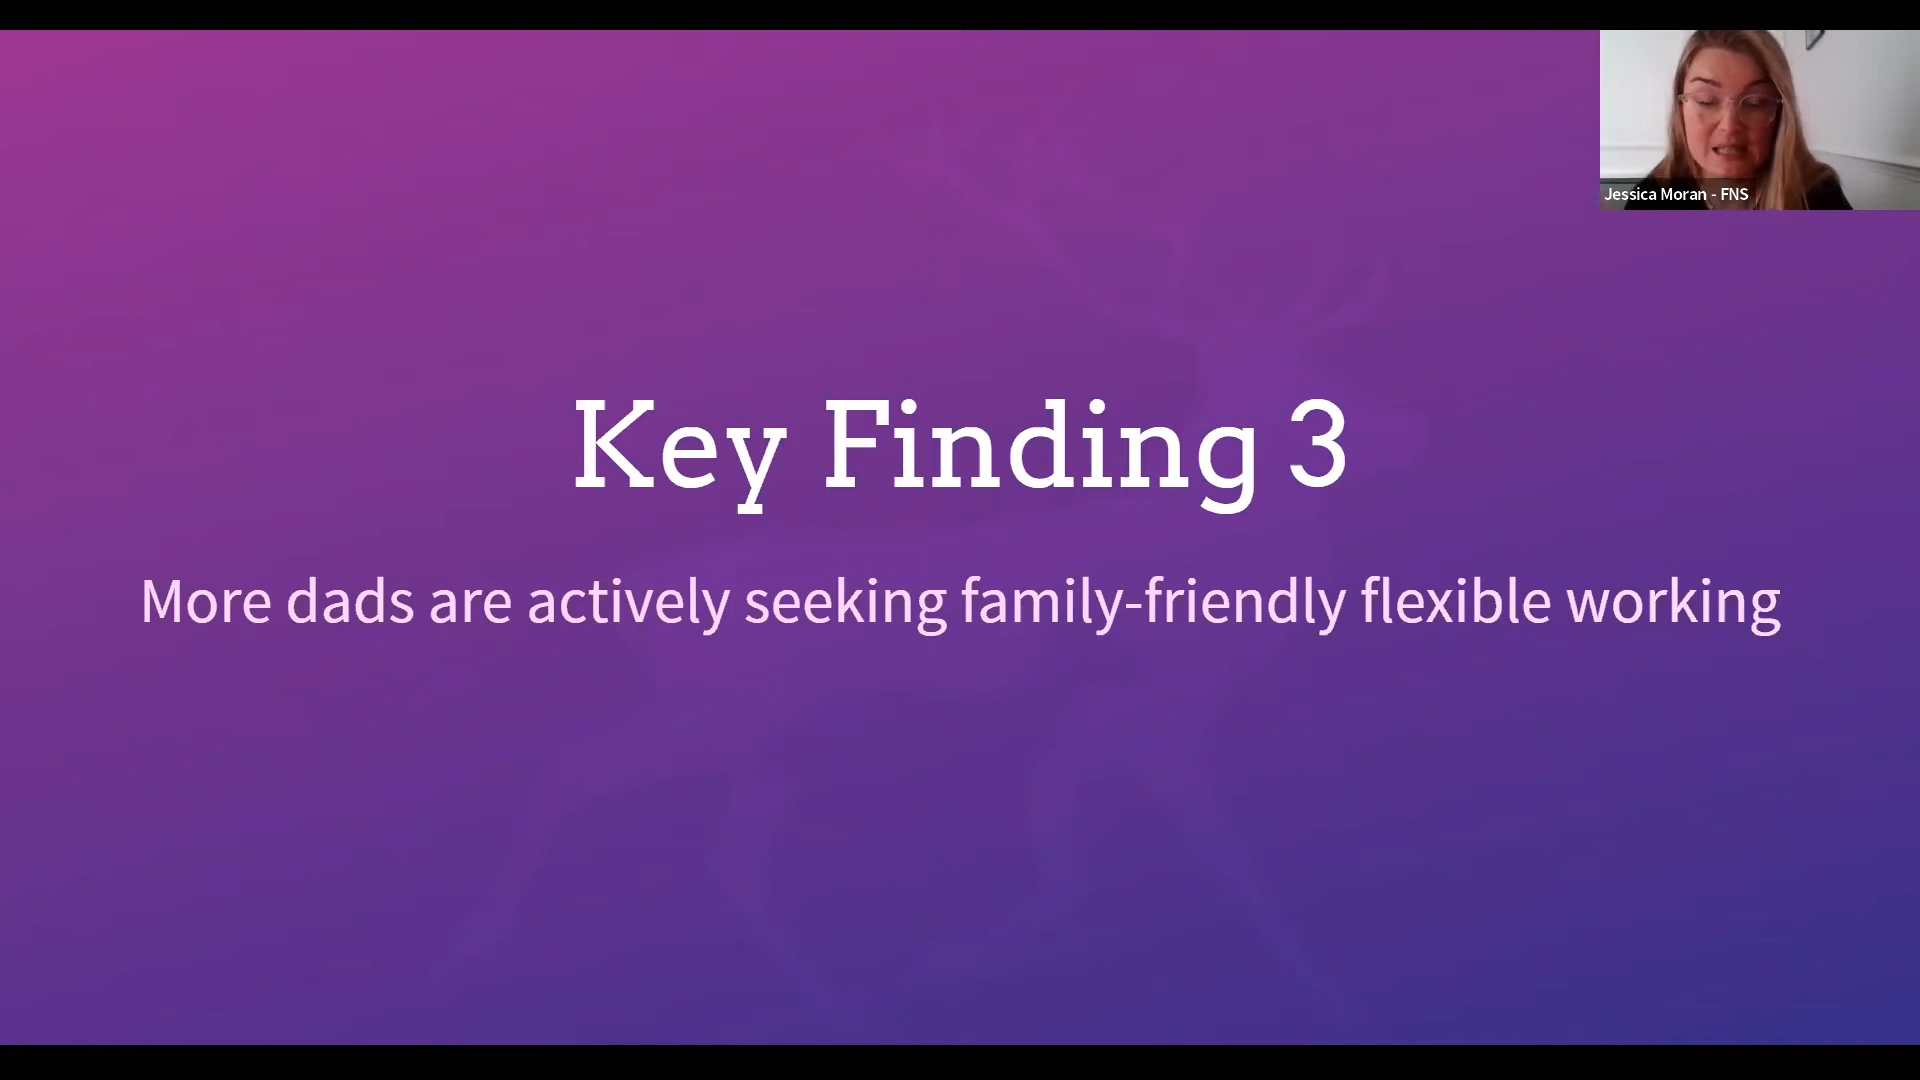 Jessica Moran - FNS
Key Finding 3
More dads are actively seeking family-friendly flexible working